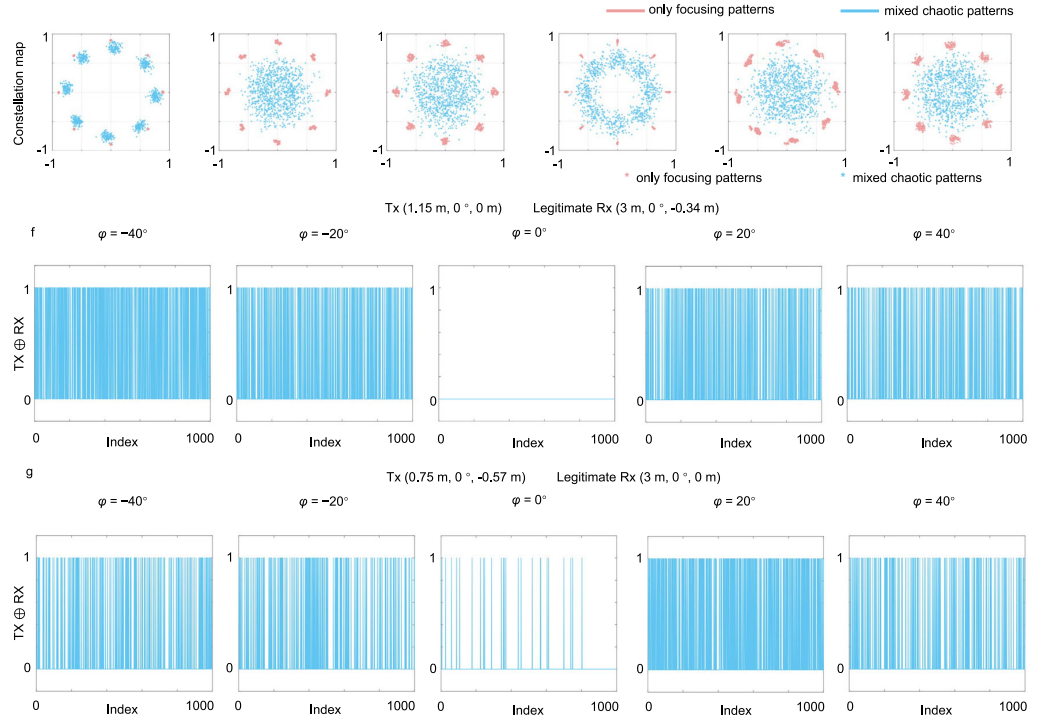 only focusing patterns mixed chaotic patterns
Constellation map
1 1 1 1 1 1
-1 -1 -1 -1 -1 -1
-1 1 -1 1 -1 1 -1 1 -1 1 -1 1
* only focusing patterns * mixed chaotic patterns
Tx (1.15 m, 0 °, 0 m) Legitimate Rx (3 m, 0°, -0.34 m)
f
φ = −40° φ = −20° φ = 0° φ = 20° φ = 40°
TX ⊕ RX
1 1 1 1 1
0 0 0 0 0
0 Index 1000 0 Index 1000 0 Index 1000 0 Index 1000 0 Index 1000
g
Tx (0.75 m, 0 °, -0.57 m) Legitimate Rx (3 m, 0°, 0 m)
φ = −40° φ = −20° φ = 0° φ = 20° φ = 40°
TX ⊕ RX
1 1 1 1 1
0 0 0 0 0
0 Index 1000 0 Index 1000 0 Index 1000 0 Index 1000 0 Index 1000